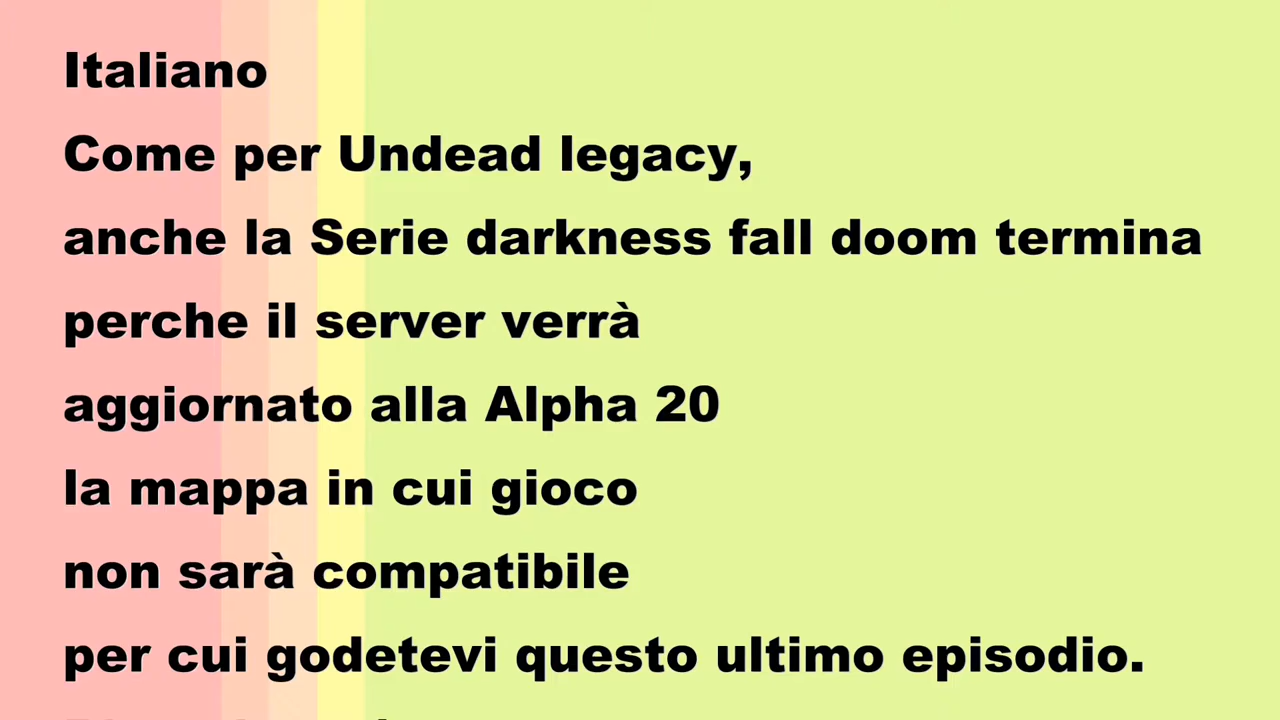 Italiano
Come per Undead legacy,
anche la Serie darkness fall doom termina
perche il server verrà
aggiornato alla Alpha 20
la mappa in cui gioco
non sarà compatibile
per cui godetevi questo ultimo episodio.